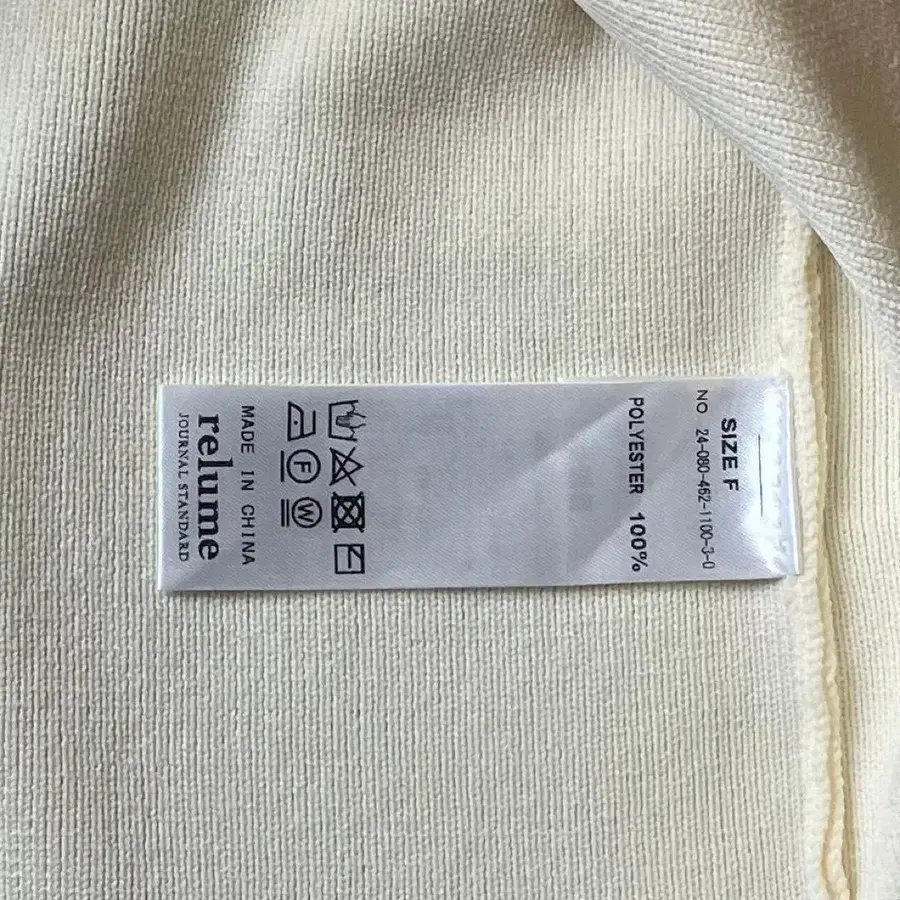 SIZE F
NO 24-080-462-1100-3-0
POLYESTER 100%
F W
MADE IN CHINA
relume
JOURNAL STANDARD